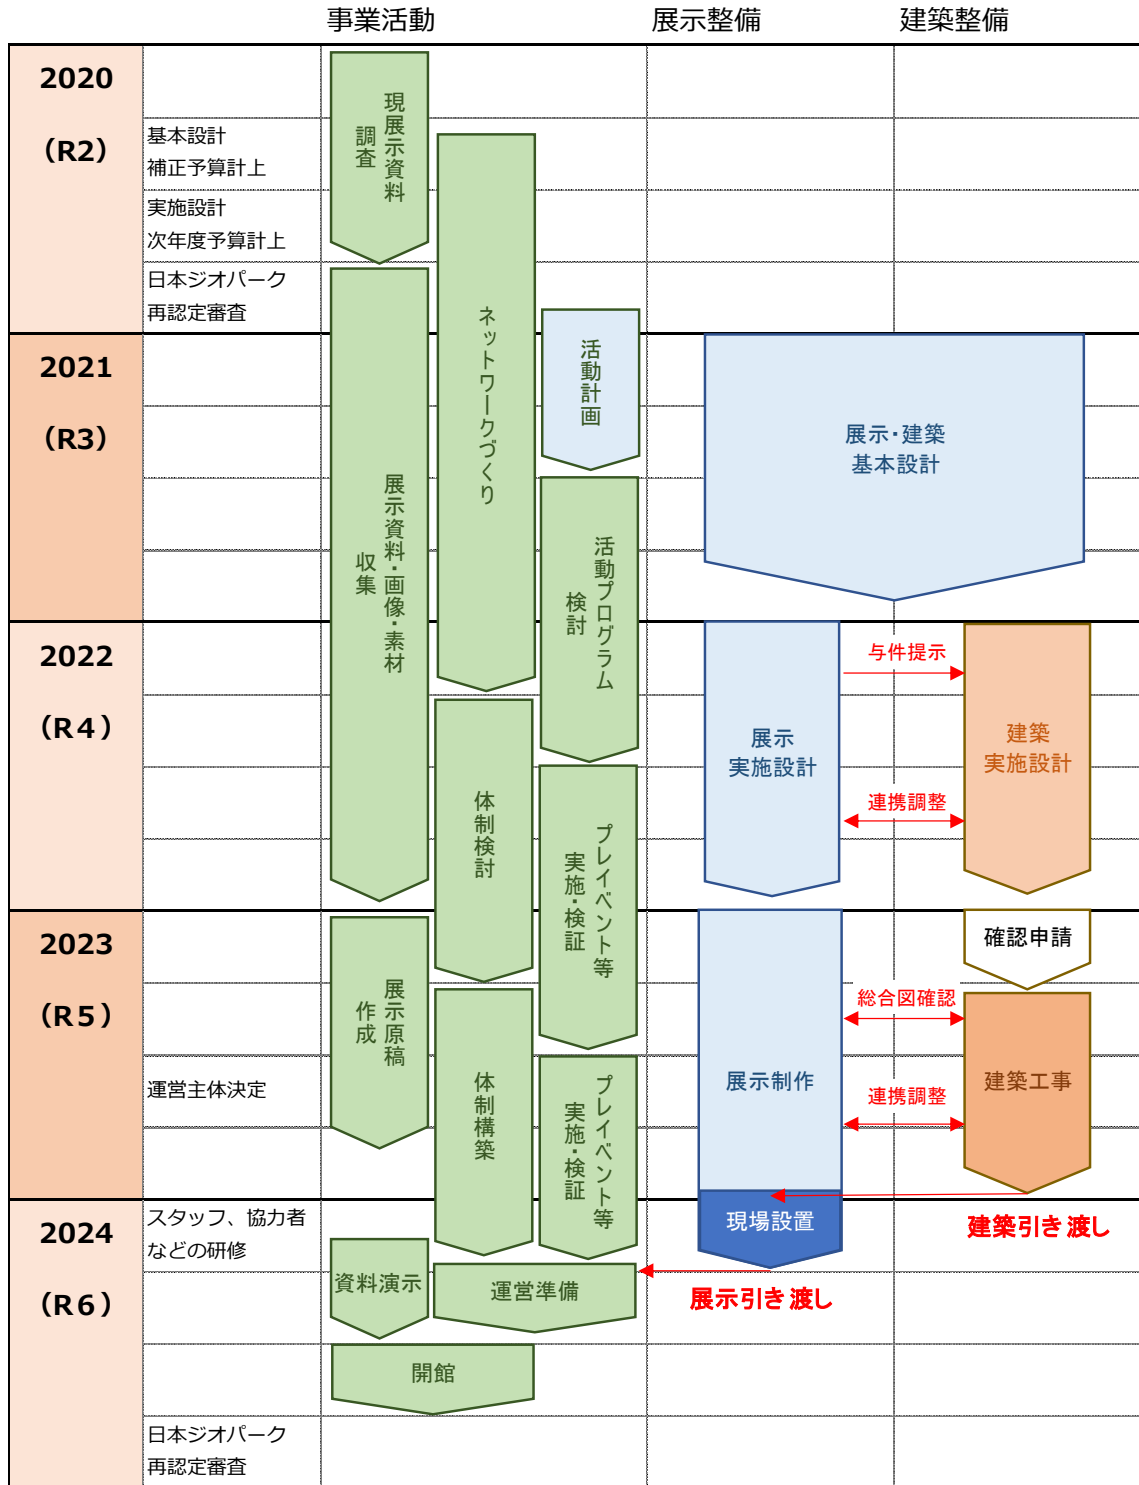 事業活動
展示整備
建築整備
2020
（R2）
基本設計
補正予算計上
実施設計
次年度予算計上
日本ジオパーク
再認定審査
現展示資料
調査
ネットワークづくり
活動計画
2021
（R3）
展示・建築
基本設計
展示資料・画像・素材
収集
活動プログラム
検討
2022
（R４）
与件提示
展示
実施設計
建築
実施設計
連携調整
体制検討
プレイベント等
実施・検証
2023
（R５）
運営主体決定
展示原稿
作成
体制構築
プレイベント等
実施・検証
確認申請
総合図確認
展示制作
連携調整
建築工事
2024
（R６）
スタッフ、協力者
などの研修
現場設置
建築引き渡し
資料演示
運営準備
展示引き渡し
開館
日本ジオパーク
再認定審査